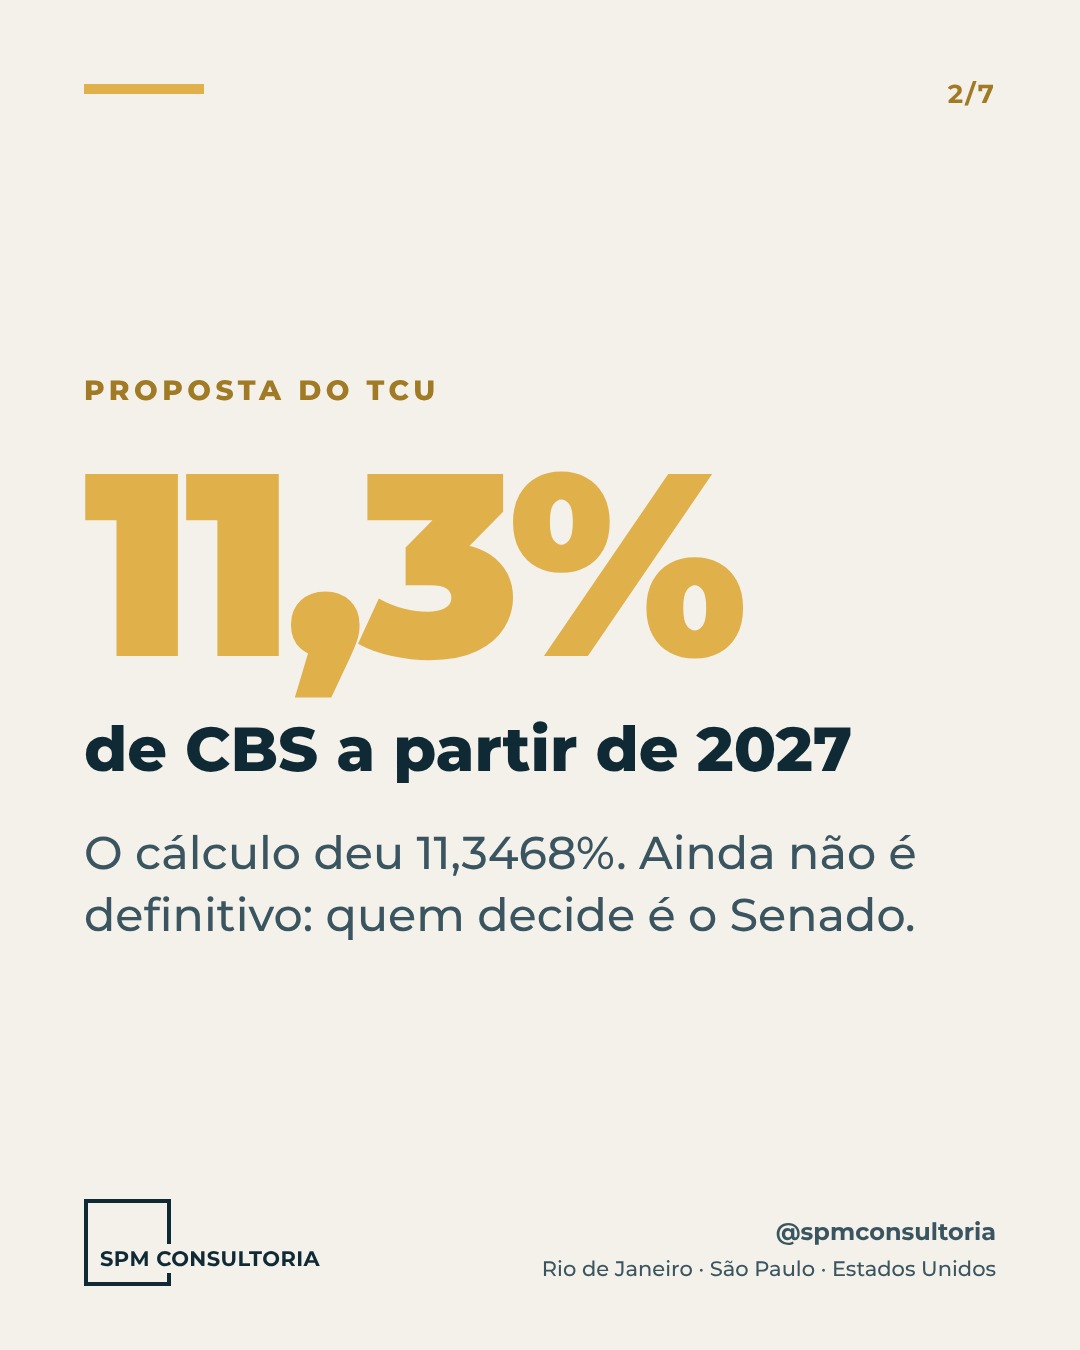 2/7
PROPOSTA DO TCU
11,3%
de CBS a partir de 2027
O cálculo deu 11,3468%. Ainda não é
definitivo: quem decide é o Senado.
SPM CONSULTORIA
@spmconsultoria
Rio de Janeiro · São Paulo · Estados Unidos